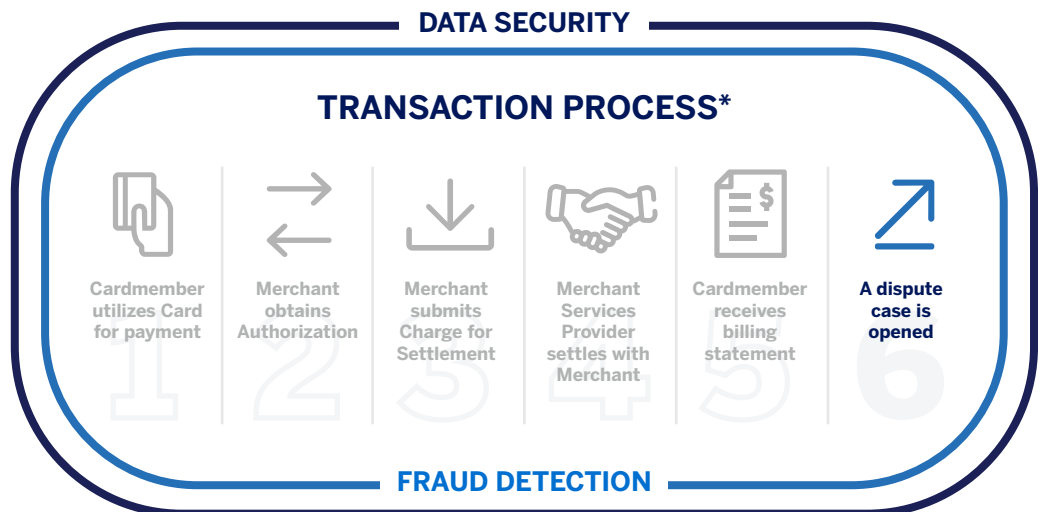 DATA SECURITY
TRANSACTION PROCESS*
$
Cardmember
utilizes Card
for payment
1
Merchant
obtains
Authorization
2
Merchant
submits
Charge for
Settlement
3
Merchant
Services
Provider
settles with
Merchant
4
Cardmember
receives
billing
statement
5
A dispute
case is
opened
6
FRAUD DETECTION